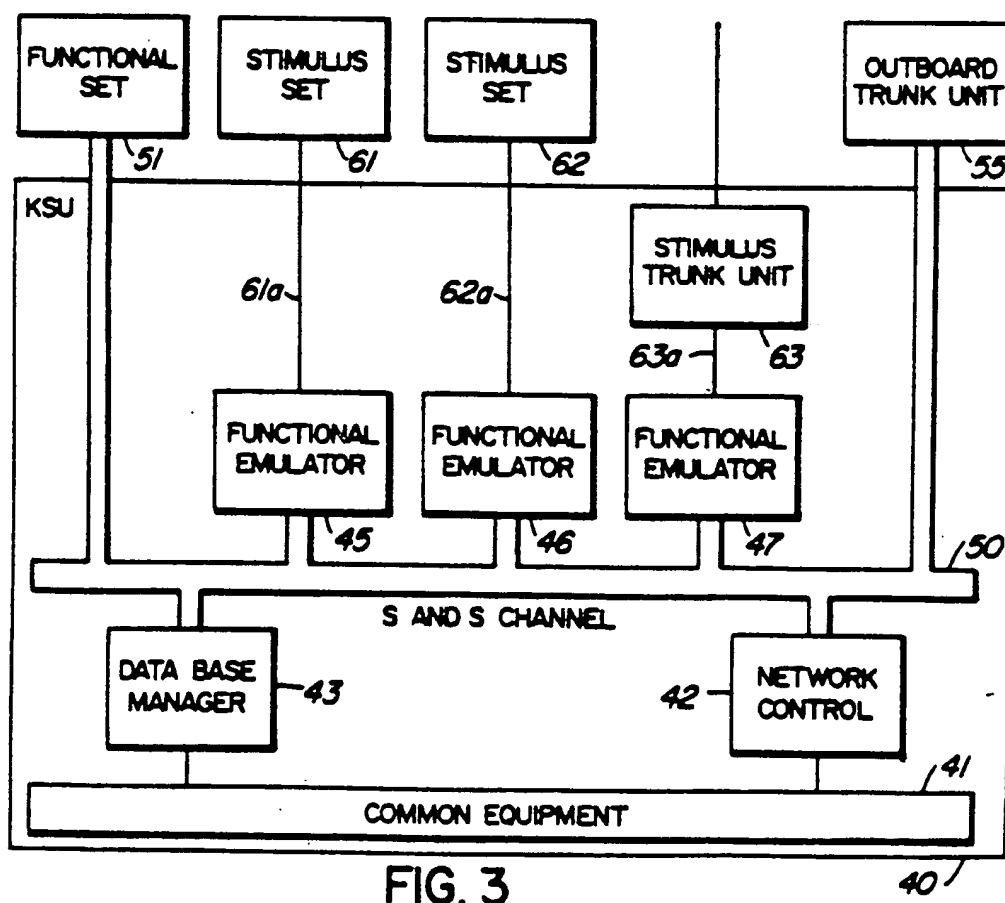 FUNCTIONAL
SET
STIMULUS
SET
STIMULUS
SET
OUTBOARD
TRUNK UNIT
51
61
62
55
KSU
STIMULUS
TRUNK UNIT
61a
62a
63a
63
FUNCTIONAL
EMULATOR
FUNCTIONAL
EMULATOR
FUNCTIONAL
EMULATOR
45
46
47
50
S AND S CHANNEL
DATA BASE
MANAGER
43
42
NETWORK
CONTROL
41
COMMON EQUIPMENT
40
FIG. 3